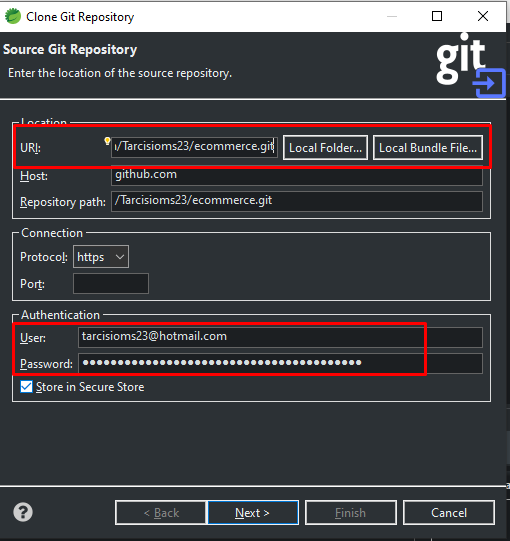 Clone Git Repository
Source Git Repository
Enter the location of the source repository.
git
Location
URI: /Tarcisioms23/ecommerce.git Local Folder... Local Bundle File...
Host: github.com
Repository path: /Tarcisioms23/ecommerce.git
Connection
Protocol: https
Port:
Authentication
User: tarcisioms23@hotmail.com
Password: ●●●●●●●●●●●●●●●●●●●●●●●●●●●●●●●●●●●●●●●●
Store in Secure Store
? < Back Next > Finish Cancel